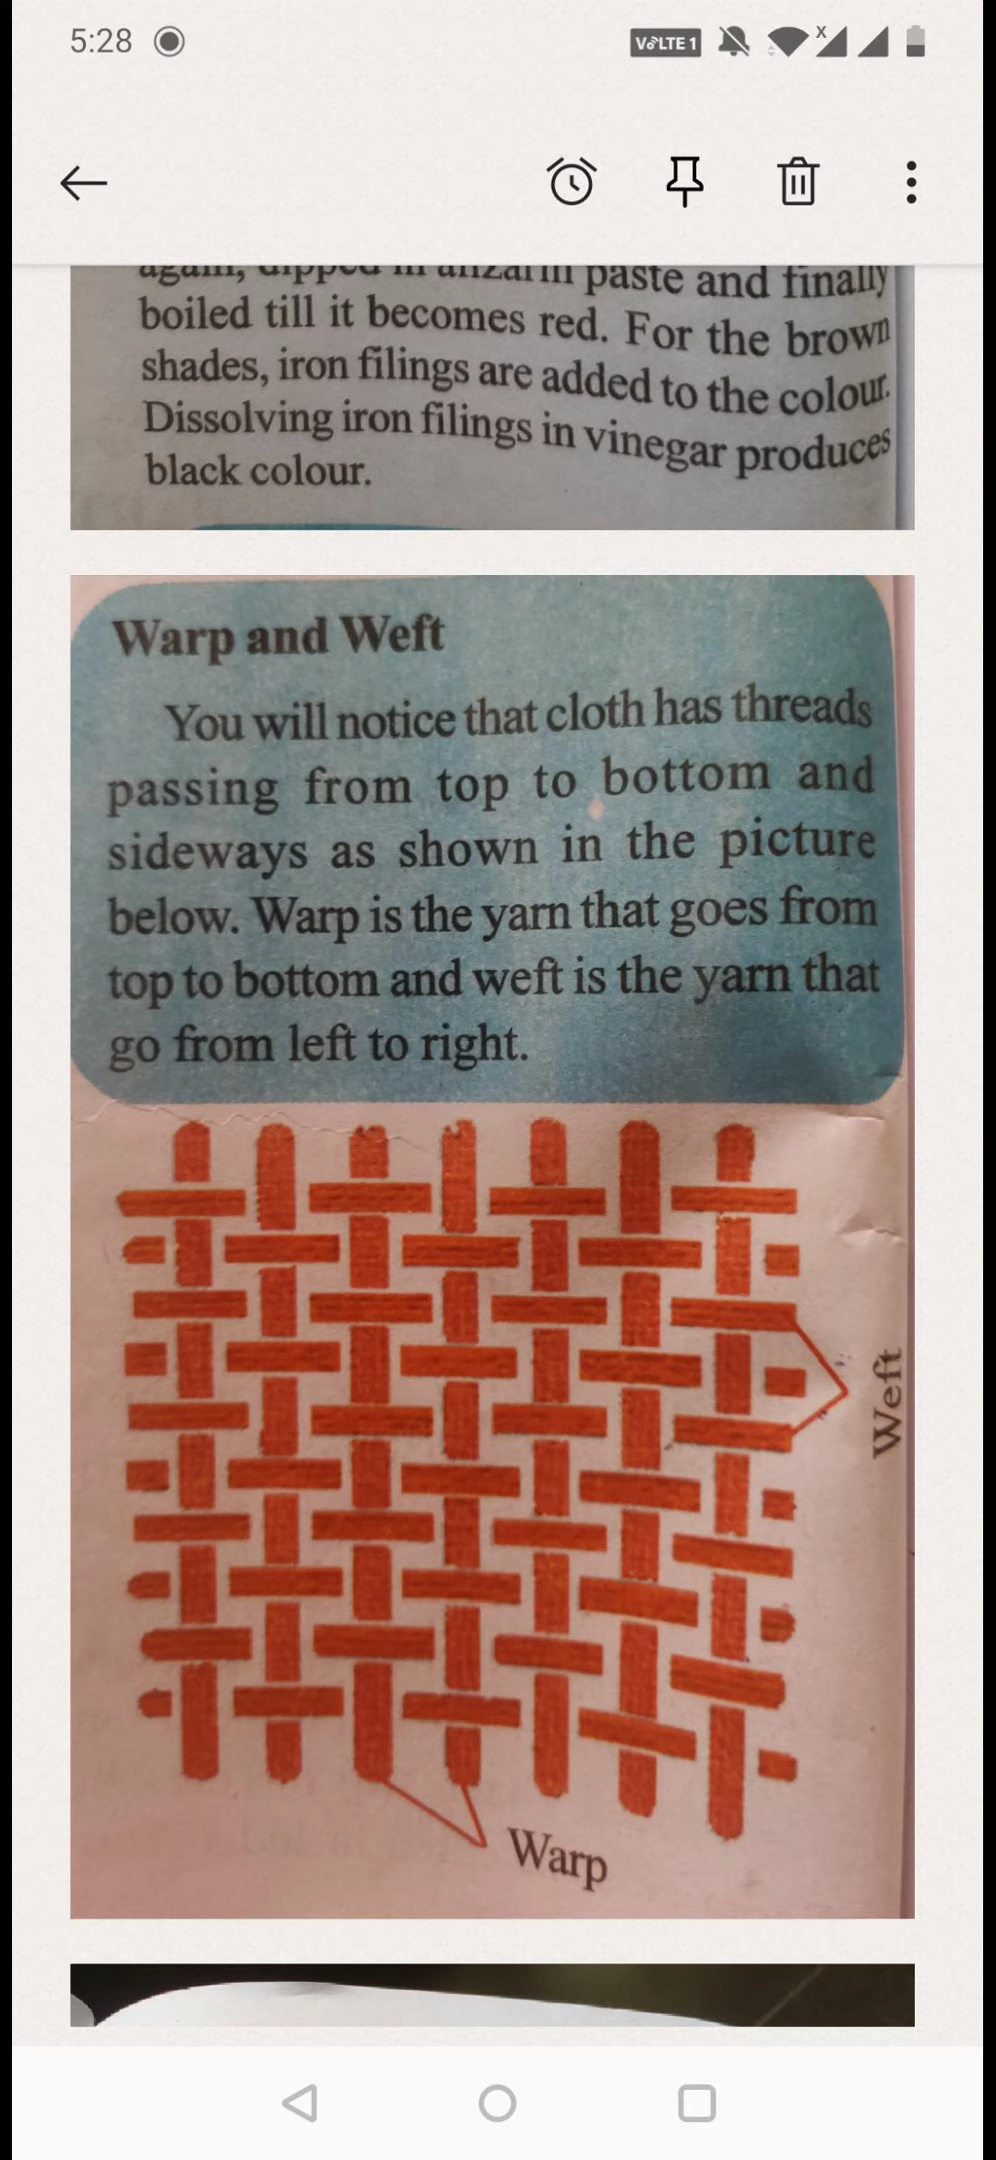 5:28
VoLTE 1
X
again, dipped in alizarin paste and finally
boiled till it becomes red. For the brown
shades, iron filings are added to the colour.
Dissolving iron filings in vinegar produces
black colour.
Warp and Weft
You will notice that cloth has threads
passing from top to bottom and
sideways as shown in the picture
below. Warp is the yarn that goes from
top to bottom and weft is the yarn that
go from left to right.
Weft
Warp